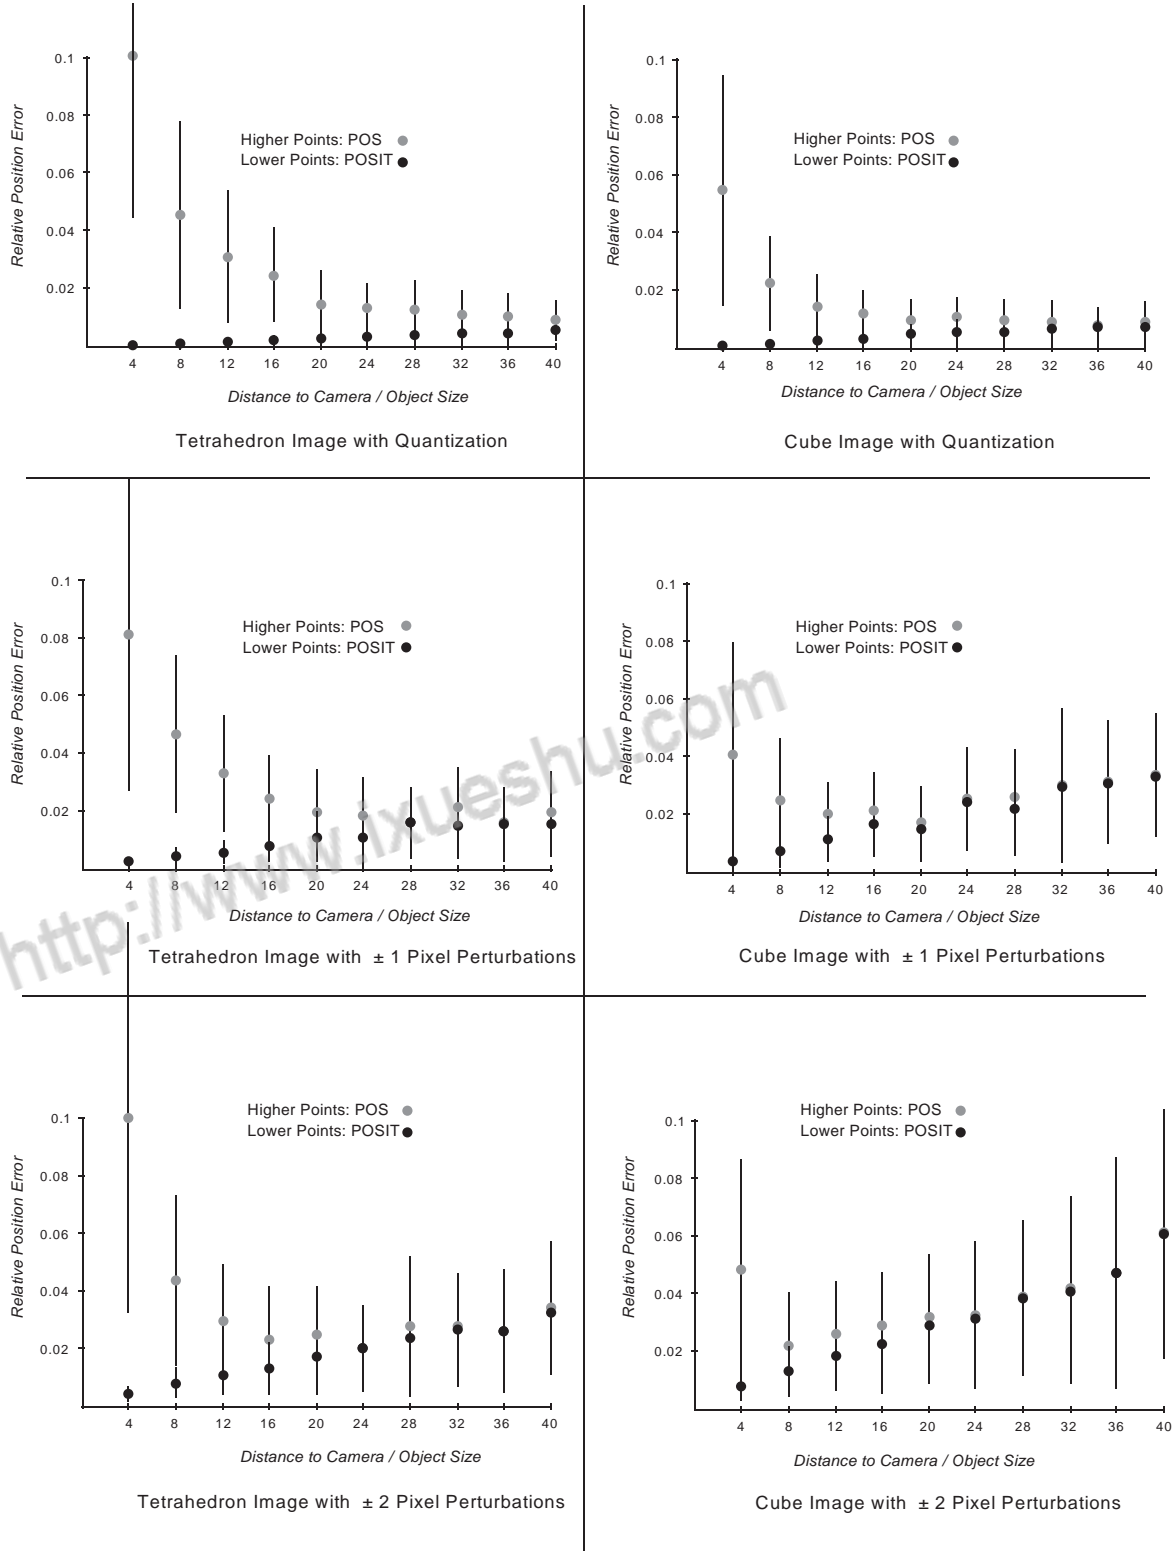 0.1
0.08
0.06
0.04
0.02
Relative Position Error
Higher Points: POS
Lower Points: POSIT
4 8 12 16 20 24 28 32 36 40
Distance to Camera / Object Size
Tetrahedron Image with Quantization
0.1
0.08
0.06
0.04
0.02
Relative Position Error
Higher Points: POS
Lower Points: POSIT
4 8 12 16 20 24 28 32 36 40
Distance to Camera / Object Size
Cube Image with Quantization
0.1
0.08
0.06
0.04
0.02
Relative Position Error
Higher Points: POS
Lower Points: POSIT
4 8 12 16 20 24 28 32 36 40
Distance to Camera / Object Size
Tetrahedron Image with ± 1 Pixel Perturbations
0.1
0.08
0.06
0.04
0.02
Relative Position Error
Higher Points: POS
Lower Points: POSIT
4 8 12 16 20 24 28 32 36 40
Distance to Camera / Object Size
Cube Image with ± 1 Pixel Perturbations
http://www.ixueshu.com
0.1
0.08
0.06
0.04
0.02
Relative Position Error
Higher Points: POS
Lower Points: POSIT
4 8 12 16 20 24 28 32 36 40
Distance to Camera / Object Size
Tetrahedron Image with ± 2 Pixel Perturbations
0.1
0.08
0.06
0.04
0.02
Relative Position Error
Higher Points: POS
Lower Points: POSIT
4 8 12 16 20 24 28 32 36 40
Distance to Camera / Object Size
Cube Image with ± 2 Pixel Perturbations